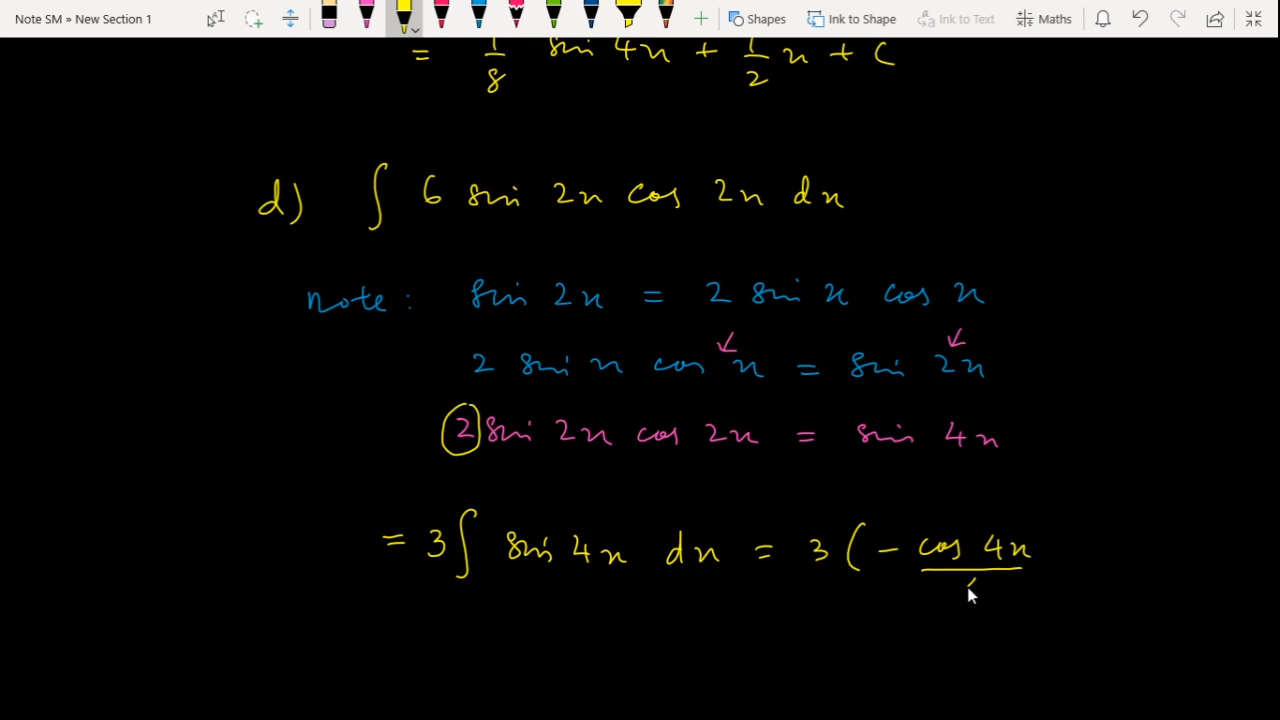 Note SM » New Section 1 Shapes Ink to Shape Ink to Text Maths
= 1/8 sin 4x + 1/2 x + C
d) ∫ 6 sin 2x cos 2x dx
Note: sin 2x = 2 sin x cos x
2 sin x cos x = sin 2x
2 sin 2x cos 2x = sin 4x
= 3 ∫ sin 4x dx = 3 ( - cos 4x